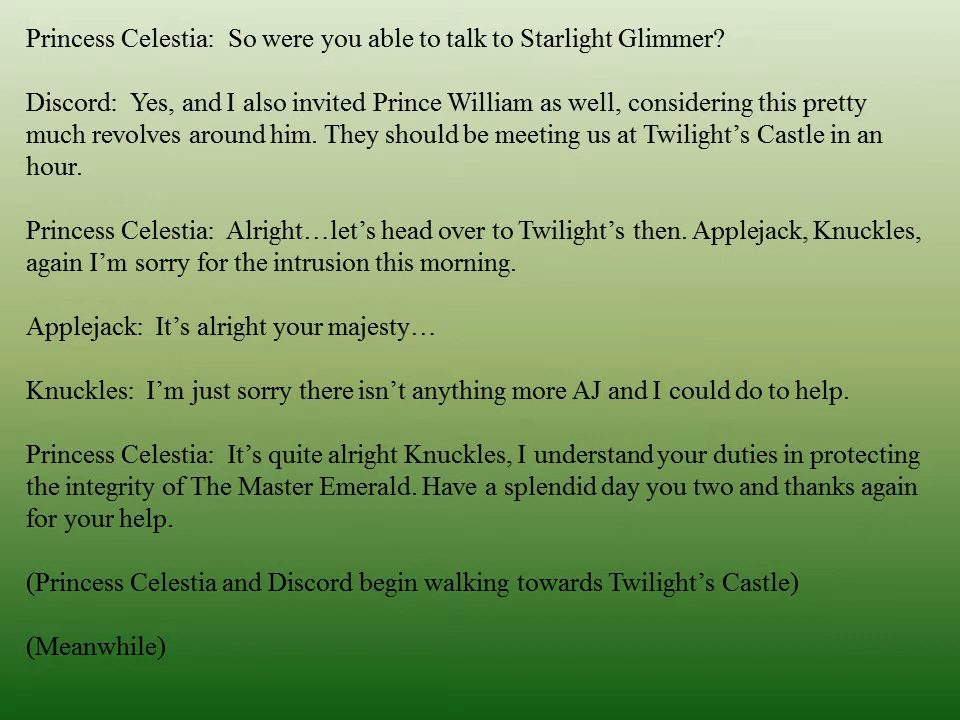 Princess Celestia:  So were you able to talk to Starlight Glimmer?
Discord:  Yes, and I also invited Prince William as well, considering this pretty
much revolves around him. They should be meeting us at Twilight’s Castle in an
hour.
Princess Celestia:  Alright…let’s head over to Twilight’s then. Applejack, Knuckles,
again I’m sorry for the intrusion this morning.
Applejack:  It’s alright your majesty…
Knuckles:  I’m just sorry there isn’t anything more AJ and I could do to help.
Princess Celestia:  It’s quite alright Knuckles, I understand your duties in protecting
the integrity of The Master Emerald. Have a splendid day you two and thanks again
for your help.
(Princess Celestia and Discord begin walking towards Twilight’s Castle)
(Meanwhile)